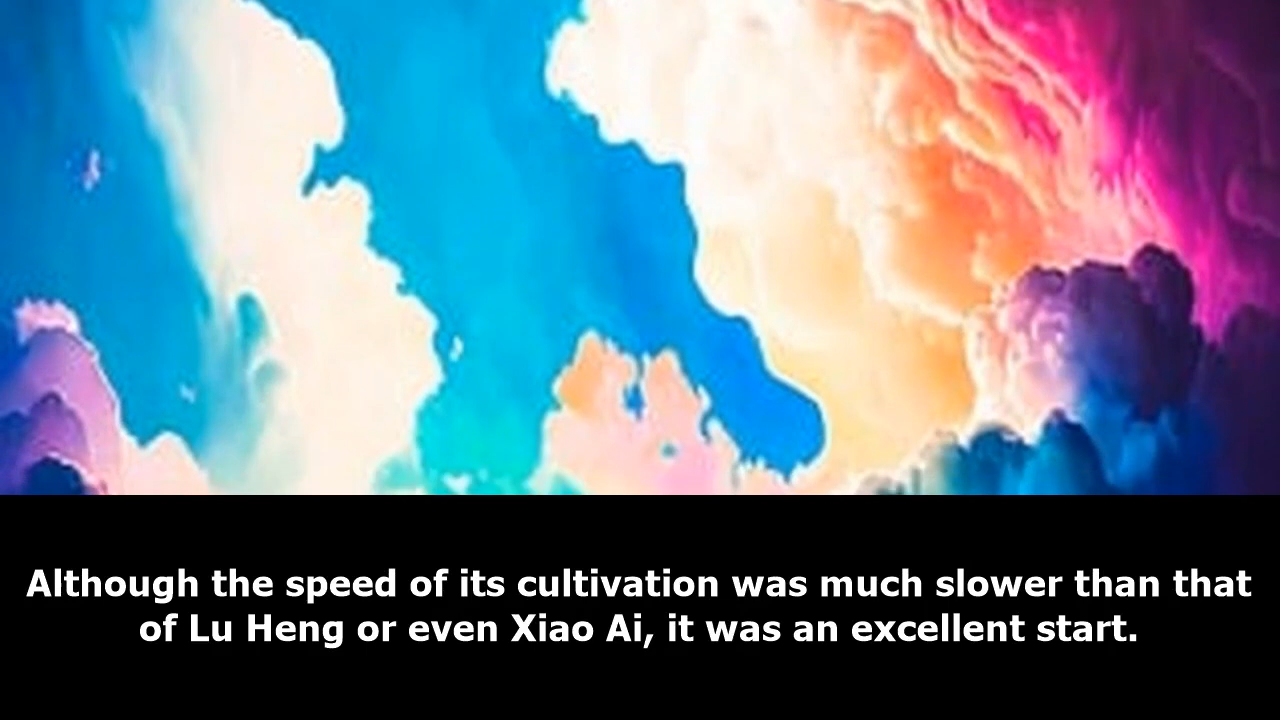 Although the speed of its cultivation was much slower than that
of Lu Heng or even Xiao Ai, it was an excellent start.